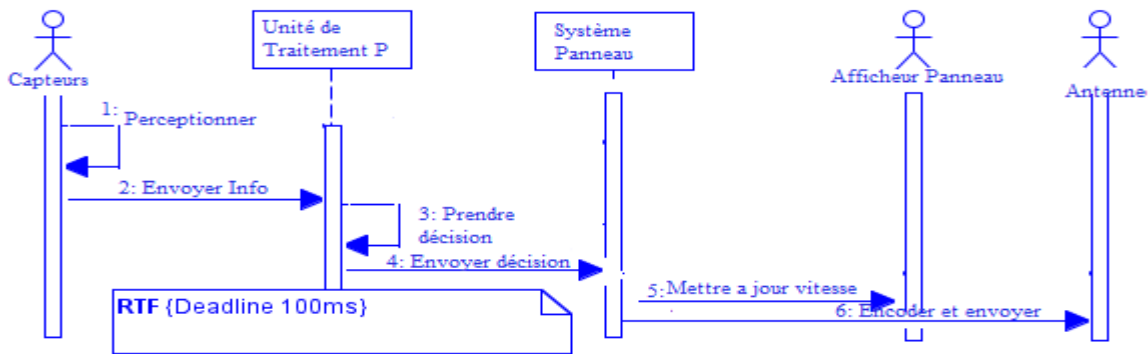 Unité de
Traitement P
Système
Panneau
Capteurs
Afficheur Panneau
Antenne
1:
Perceptionner
2: Envoyer Info
3: Prendre
décision
4: Envoyer décision
5:Mettre a jour vitesse
6: Encoder et envoyer
RTF {Deadline 100ms}